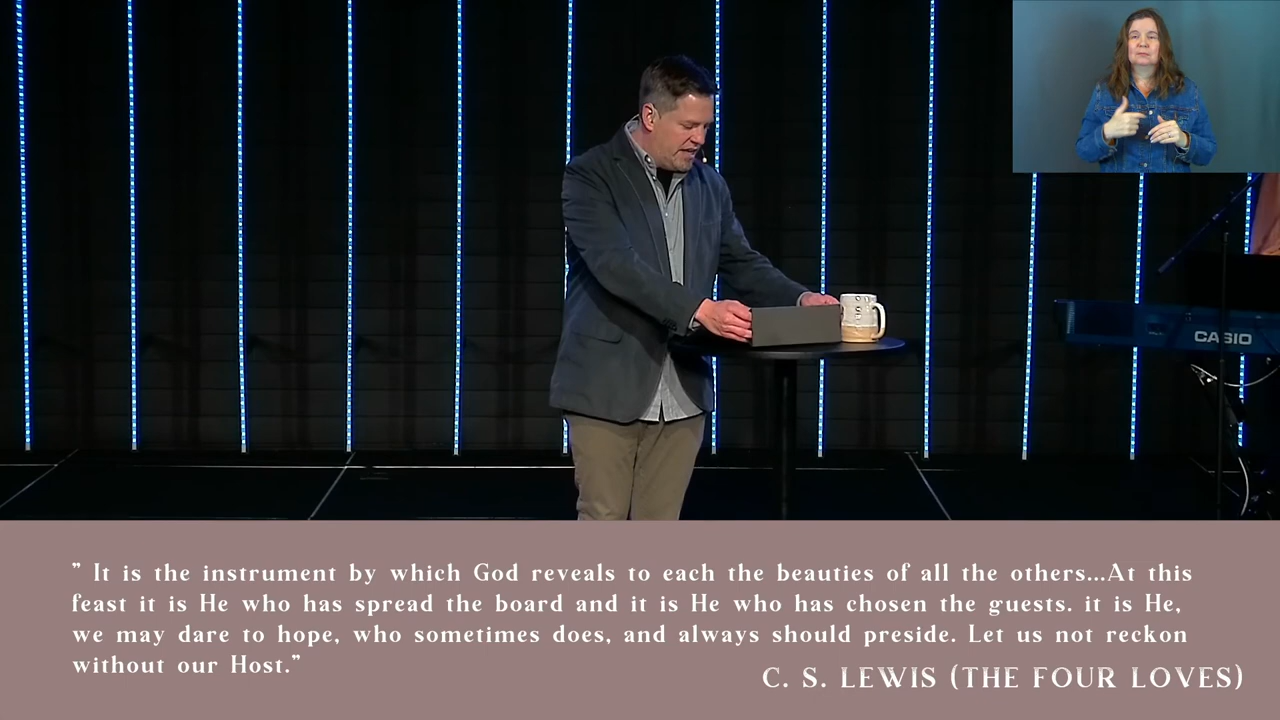 CASIO
” It is the instrument by which God reveals to each the beauties of all the others...At this
feast it is He who has spread the board and it is He who has chosen the guests. it is He,
we may dare to hope, who sometimes does, and always should preside. Let us not reckon
without our Host.”
C. S. LEWIS (THE FOUR LOVES)